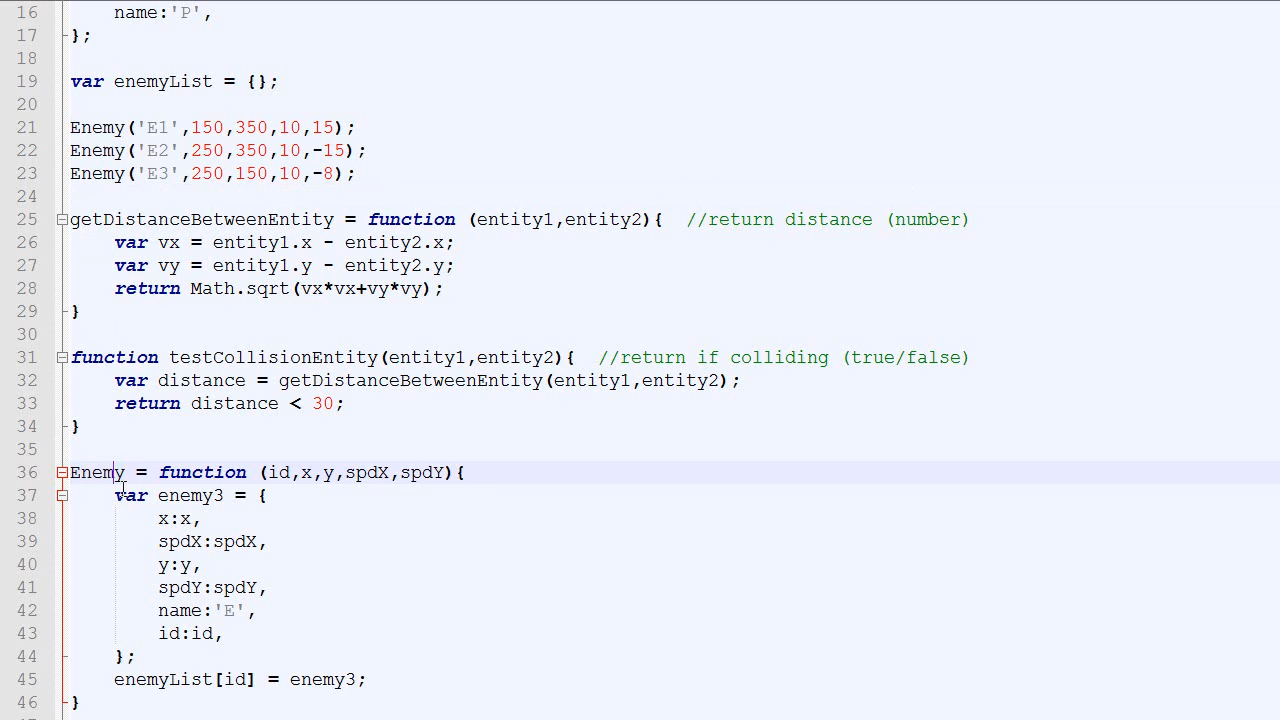 16 name:'P',
17 };
18
19 var enemyList = {};
20
21 Enemy('E1',150,350,10,15);
22 Enemy('E2',250,350,10,-15);
23 Enemy('E3',250,150,10,-8);
24
25 getDistanceBetweenEntity = function (entity1,entity2){ //return distance (number)
26 var vx = entity1.x - entity2.x;
27 var vy = entity1.y - entity2.y;
28 return Math.sqrt(vx*vx+vy*vy);
29 }
30
31 function testCollisionEntity(entity1,entity2){ //return if colliding (true/false)
32 var distance = getDistanceBetweenEntity(entity1,entity2);
33 return distance < 30;
34 }
35
36 Enemy = function (id,x,y,spdX,spdY){
37 var enemy3 = {
38 x:x,
39 spdX:spdX,
40 y:y,
41 spdY:spdY,
42 name:'E',
43 id:id,
44 };
45 enemyList[id] = enemy3;
46 }